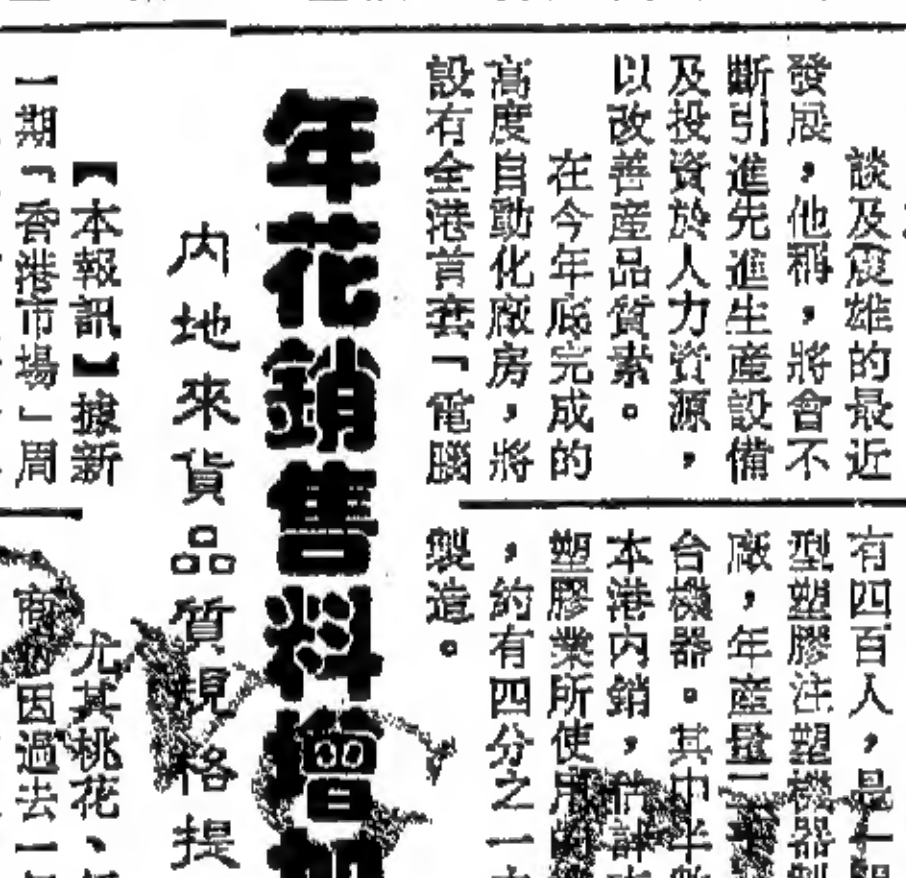 談及震雄的最近
發展，他稱，將會不
斷引進先進生產設備
及投資於人力資源，
以改善產品質素。
在今年底完成的
高度自動化廠房，將
設有全港首套「電腦
有四百人，是一
型塑膠注塑機器製
廠，年產量
台機器。其中半數
本港內銷，估計
塑膠業所使用
，約有四分之一
製造。
年花銷售料增加
內地來貨品質規格提
【本報訊】據新
一期「香港市場」周
尤其桃花、
因過去一